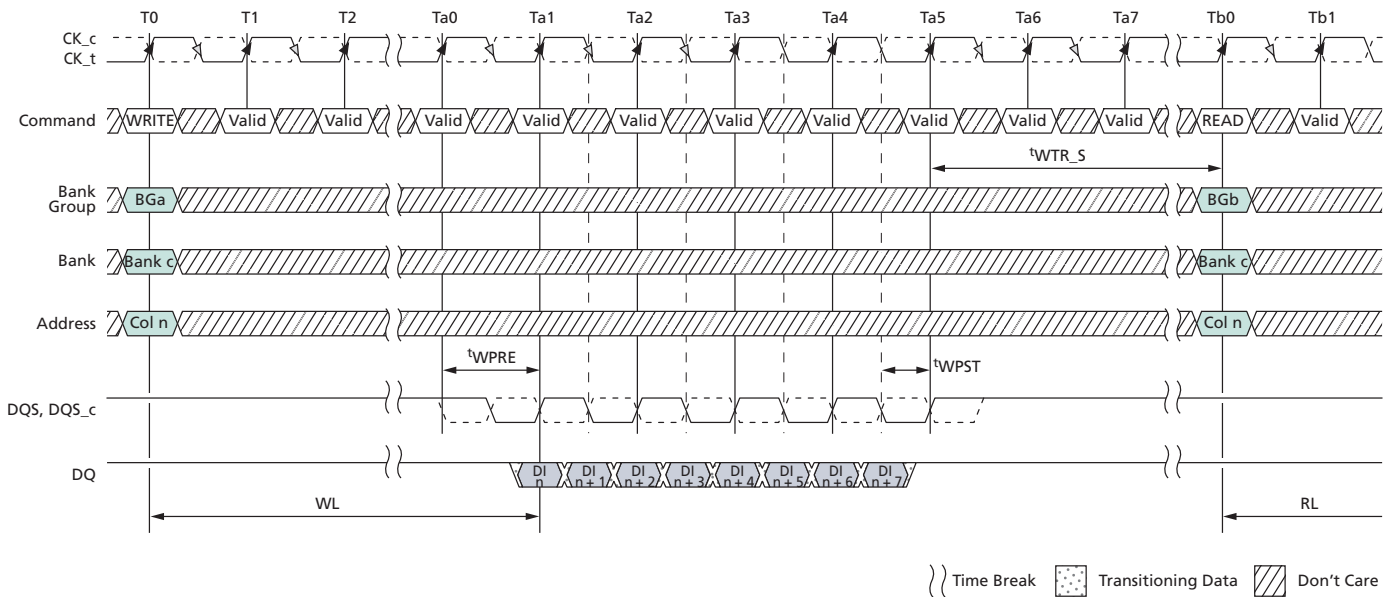 T0 T1 T2 Ta0 Ta1 Ta2 Ta3 Ta4 Ta5 Ta6 Ta7 Tb0 Tb1
CK_c
CK_t
Command WRITE Valid Valid Valid Valid Valid Valid Valid Valid Valid Valid READ Valid
tWTR_S
Bank
Group
BGa BGb
Bank Bank c Bank c
Address Col n Col n
tWPRE tWPST
DQS, DQS_c
DQ
DI DI DI DI DI DI DI DI
n n + 1 n + 2 n + 3 n + 4 n + 5 n + 6 n + 7
WL RL
Time Break Transitioning Data Don't Care